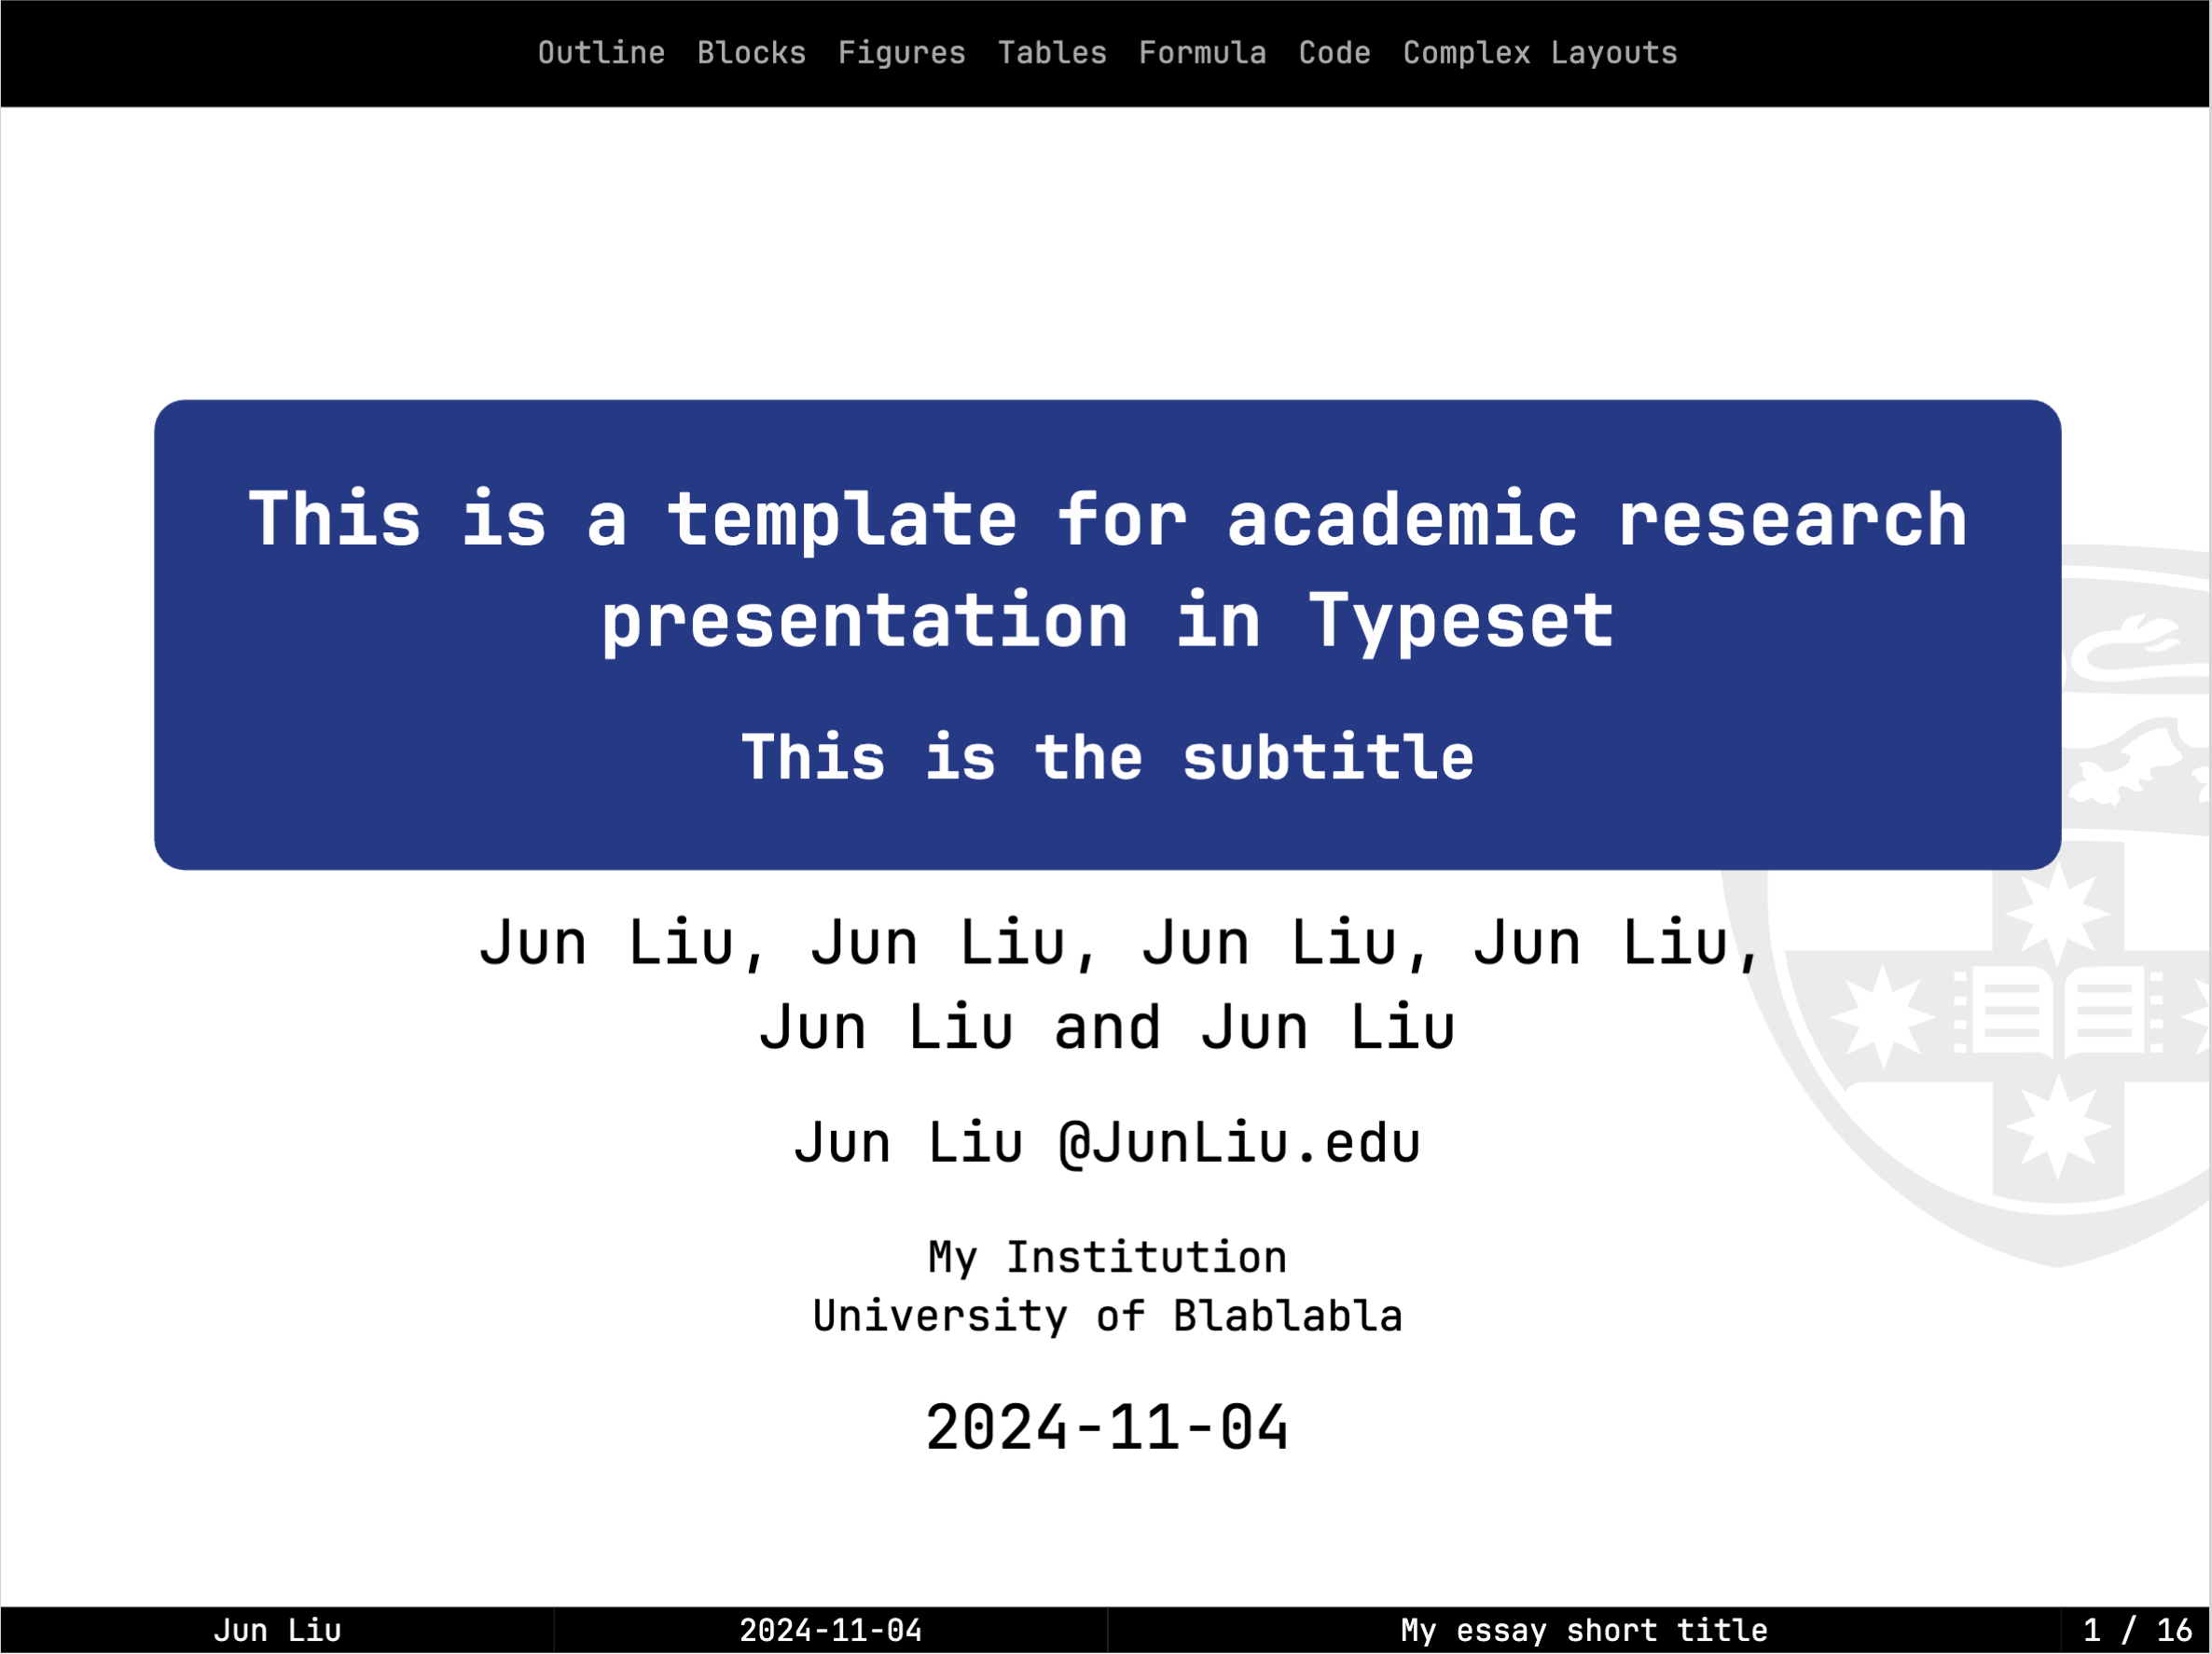 Outline Blocks Figures Tables Formula Code Complex Layouts
This is a template for academic research
presentation in Typeset
This is the subtitle
Jun Liu, Jun Liu, Jun Liu, Jun Liu,
Jun Liu and Jun Liu
Jun Liu @JunLiu.edu
My Institution
University of Blablabla
2024-11-04
Jun Liu 2024-11-04 My essay short title 1 / 16